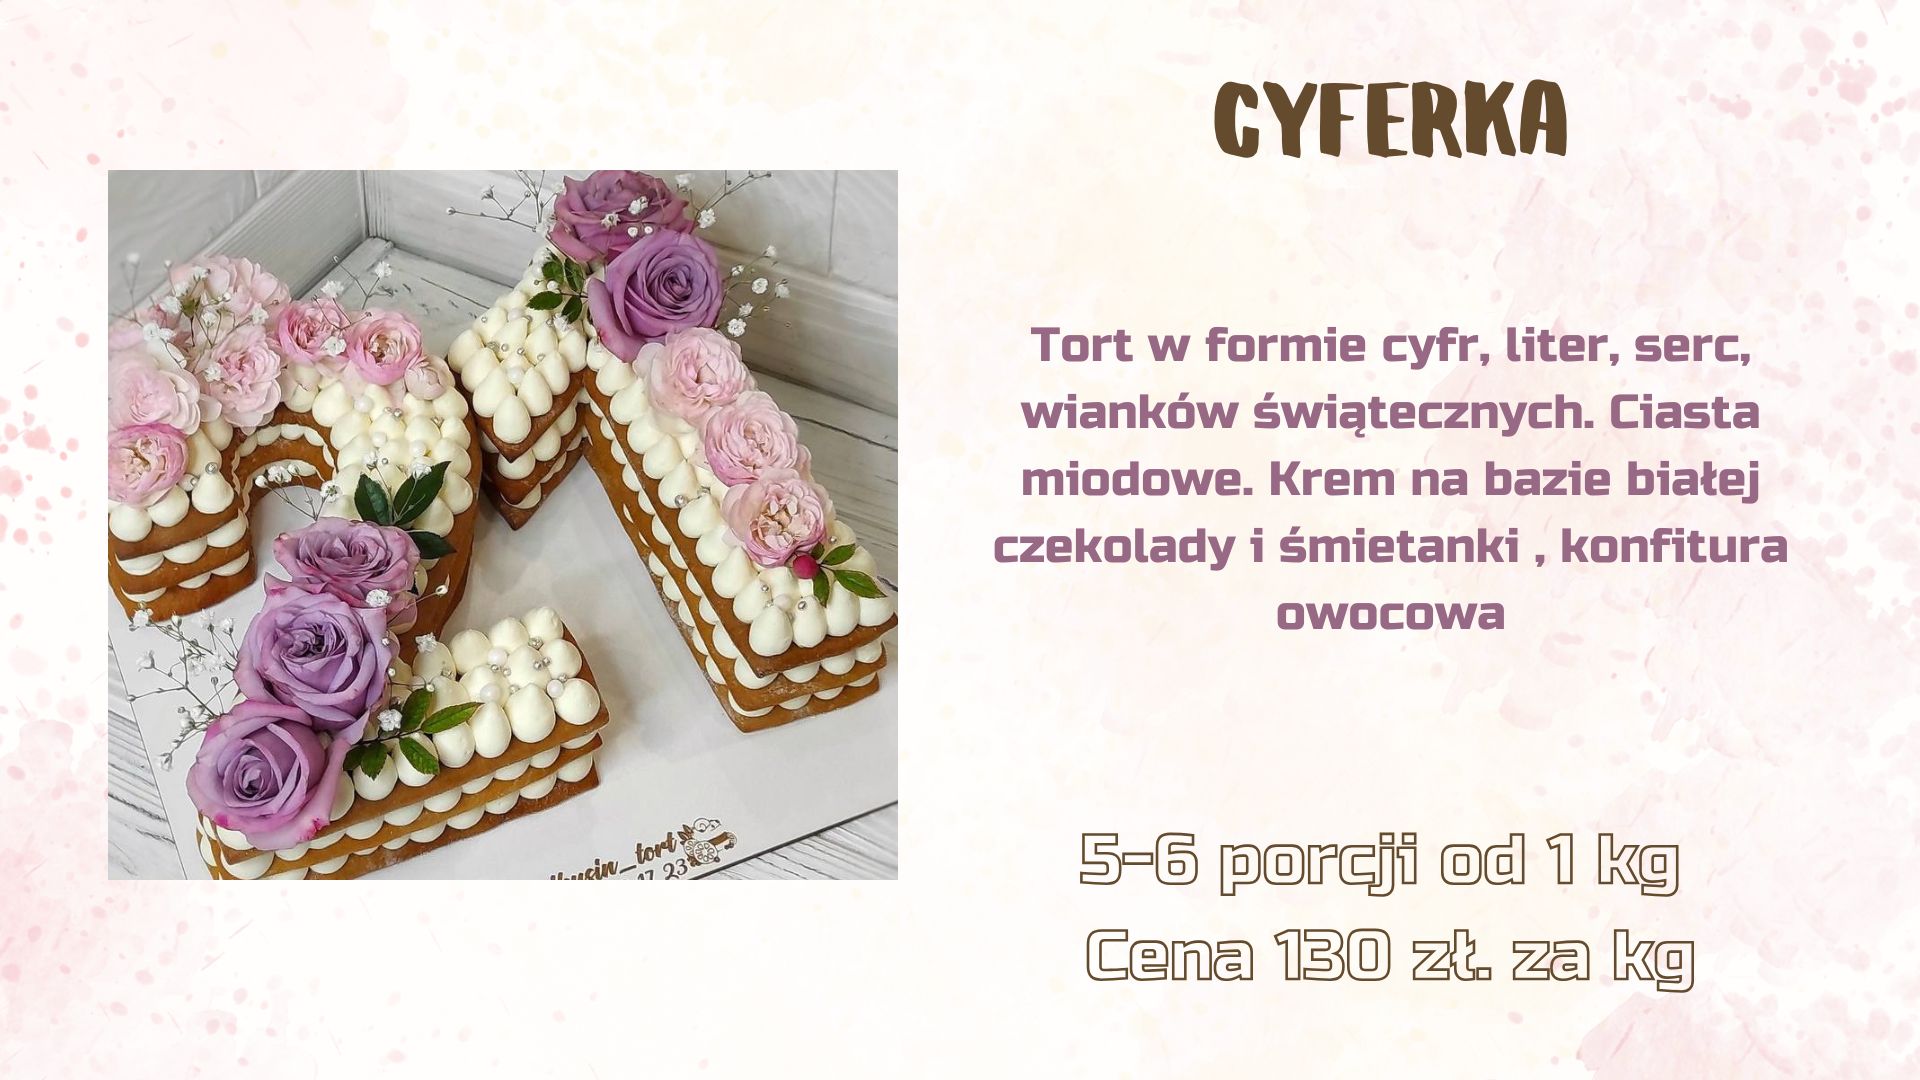 CYFERKA
Tort w formie cyfr, liter, serc,
wianków świątecznych. Ciasta
miodowe. Krem na bazie białej
czekolady i śmietanki , konfitura
owocowa
5-6 porcji od 1 kg
Cena 130 zł. za kg